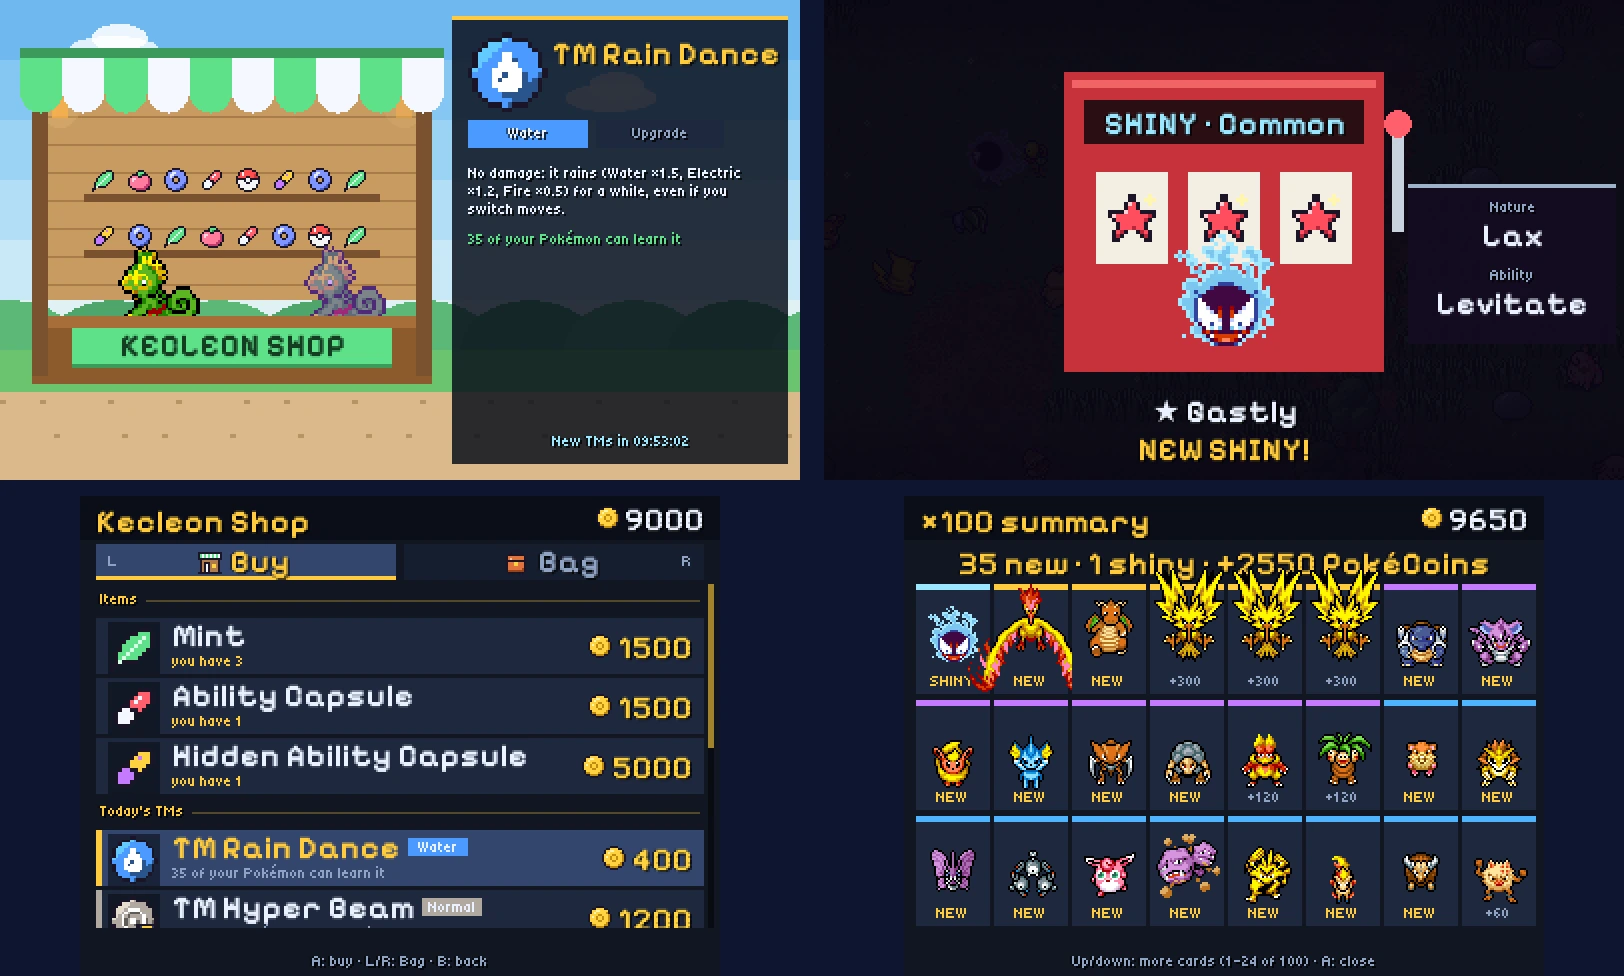 TM Rain Dance
Water
Upgrade
No damage: it rains (Water ×1.5, Electric
×1.2, Fire ×0.5) for a while, even if you
switch moves.
35 of your Pokémon can learn it
KECLEON SHOP
New TMs in 09:53:02
SHINY · Common
Nature
Lax
Ability
Levitate
★ Gastly
NEW SHINY!
Kecleon Shop
9000
L
Buy
Bag
R
Items
Mint
you have 3
1500
Ability Capsule
you have 1
1500
Hidden Ability Capsule
you have 1
5000
Today's TMs
TM Rain Dance
Water
35 of your Pokémon can learn it
400
TM Hyper Beam
Normal
1200
A: buy · L/R: Bag · B: back
×100 summary
9650
35 new · 1 shiny · +2550 PokéCoins
SHINY
NEW
NEW
+300
+300
+300
NEW
NEW
NEW
NEW
NEW
NEW
+120
+120
NEW
NEW
NEW
NEW
NEW
NEW
NEW
NEW
NEW
+60
Up/down: more cards (1-24 of 100) · A: close